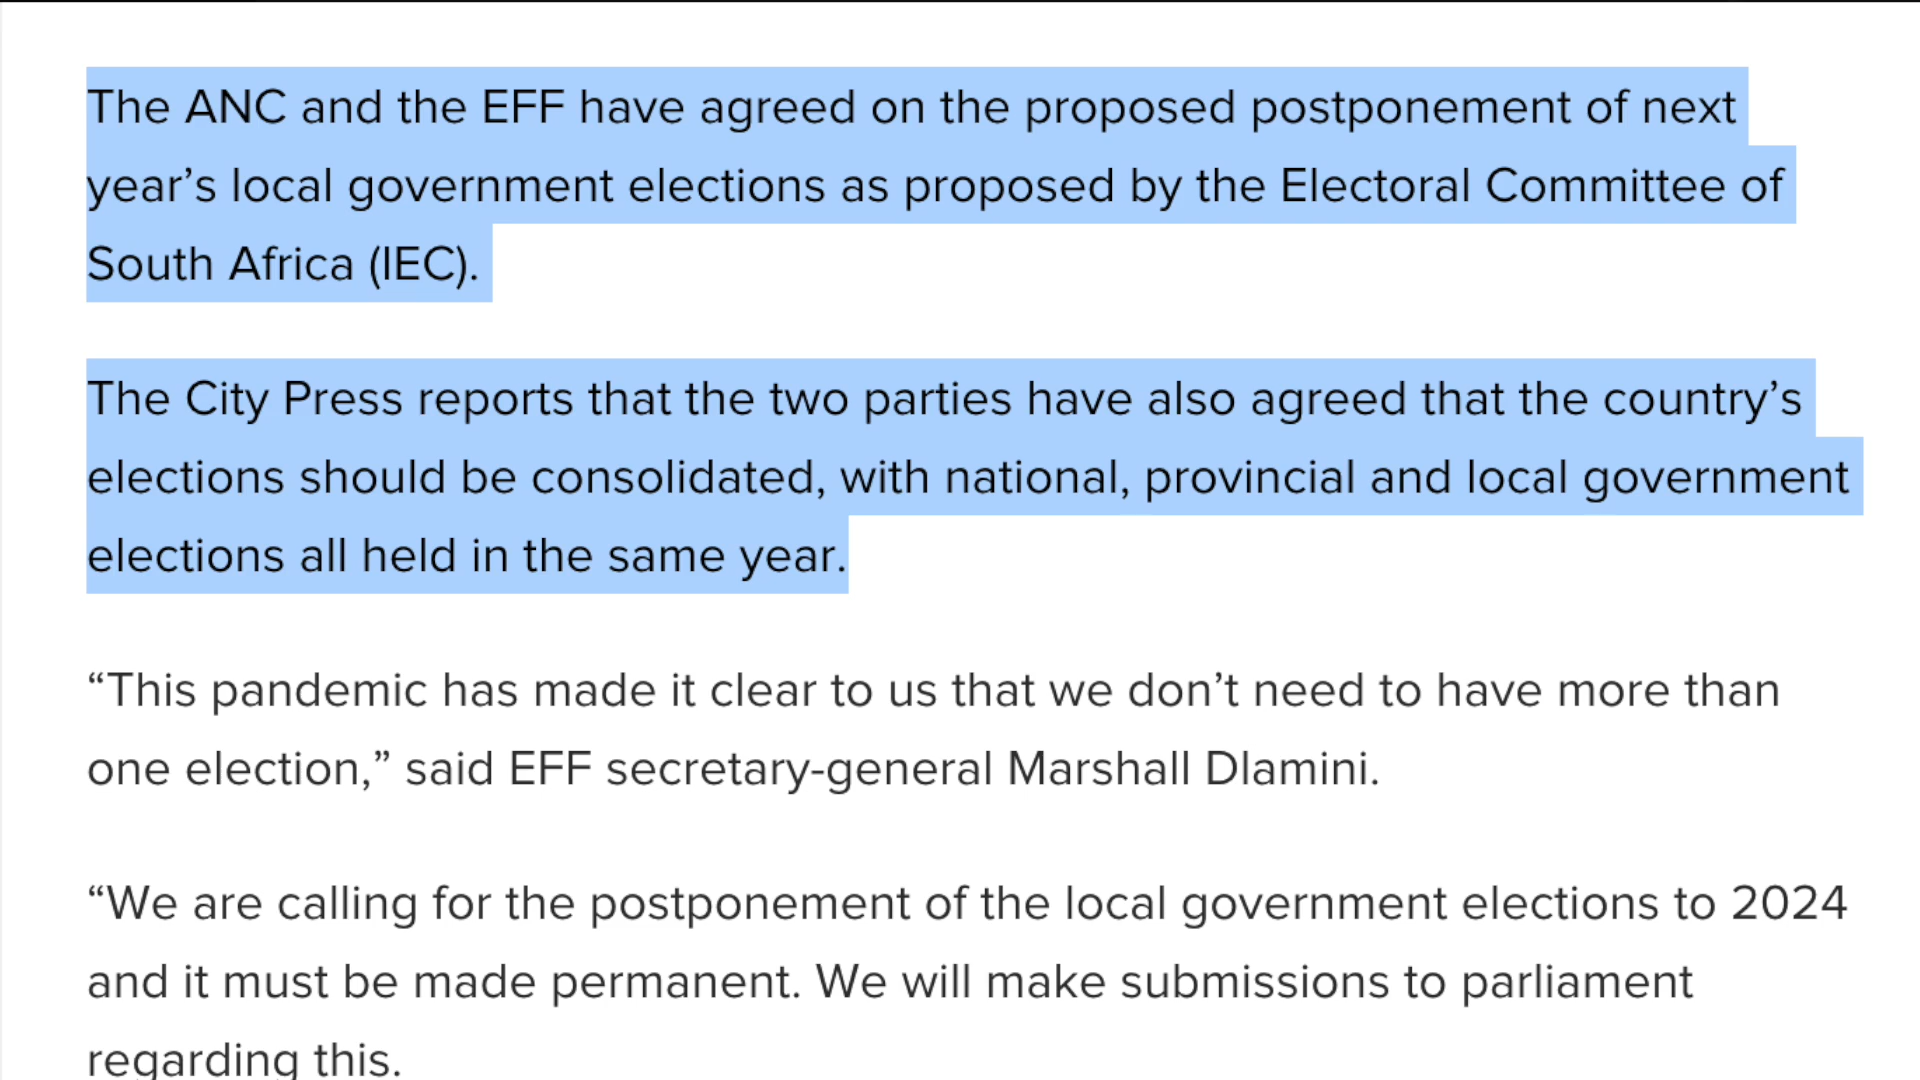 The ANC and the EFF have agreed on the proposed postponement of next
year’s local government elections as proposed by the Electoral Committee of
South Africa (IEC).
The City Press reports that the two parties have also agreed that the country’s
elections should be consolidated, with national, provincial and local government
elections all held in the same year.
“This pandemic has made it clear to us that we don’t need to have more than
one election,” said EFF secretary-general Marshall Dlamini.
“We are calling for the postponement of the local government elections to 2024
and it must be made permanent. We will make submissions to parliament
regarding this.